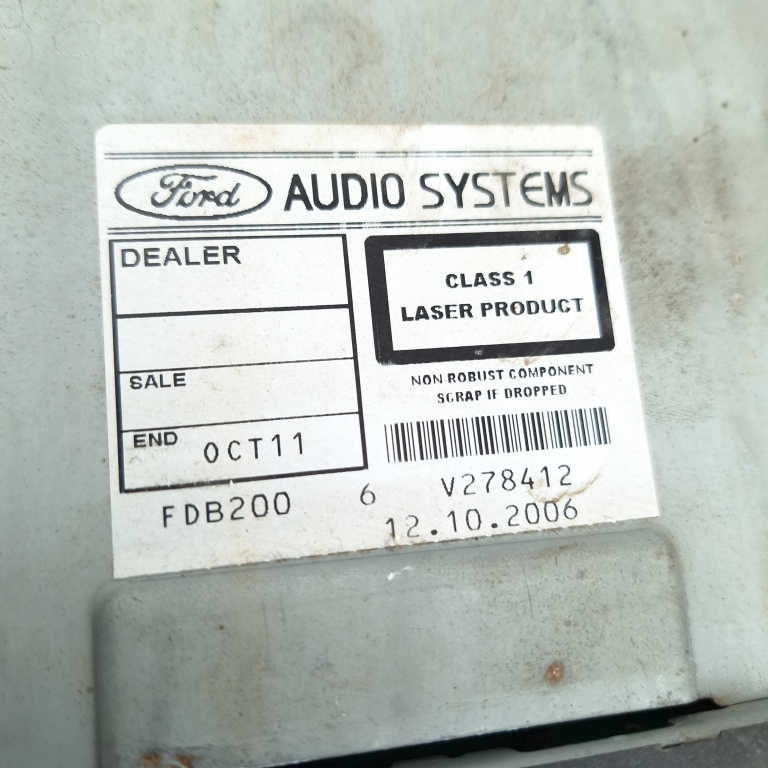 Ford AUDIO SYSTEMS
DEALER
SALE
END OCT11
CLASS 1
LASER PRODUCT
NON ROBUST COMPONENT
SCRAP IF DROPPED
FDB200 6 V278412
12.10.2006